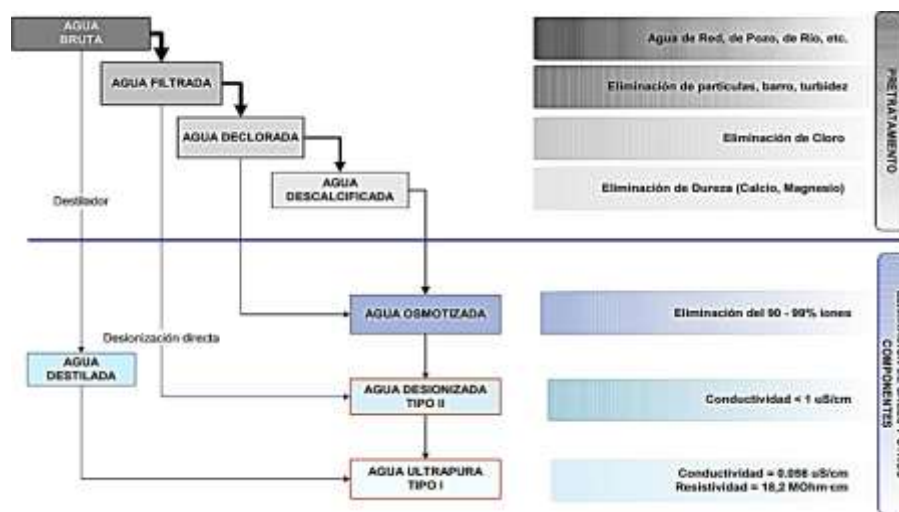 AGUA
BRUTA
Agua de Red, de Pozo, de Río, etc.
AGUA FILTRADA
Eliminación de partículas, barro, turbidez
AGUA DECLORADA
Eliminación de Cloro
AGUA
DESCALCIFICADA
Eliminación de Dureza (Calcio, Magnesio)
PRETRATAMIENTO
Destilador
AGUA OSMOTIZADA
Eliminación del 90 - 99% iones
Desionización directa
AGUA
DESTILADA
AGUA DESIONIZADA
TIPO II
Conductividad < 1 uS/cm
AGUA ULTRAPURA
TIPO I
Conductividad = 0.056 uS/cm
Resistividad = 18,2 MOhm·cm
COMPONENTES